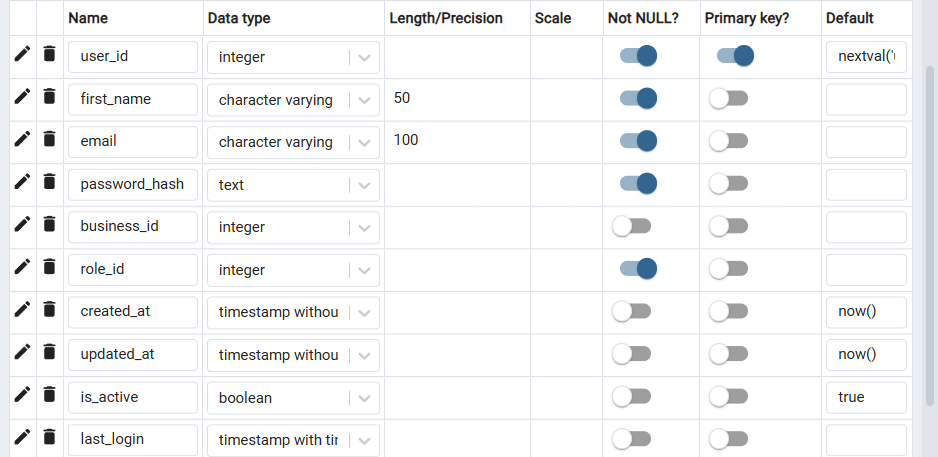 Name Data type Length/Precision Scale Not NULL? Primary key? Default
user_id integer nextval('
first_name character varying 50
email character varying 100
password_hash text
business_id integer
role_id integer
created_at timestamp withou now()
updated_at timestamp withou now()
is_active boolean true
last_login timestamp with tir